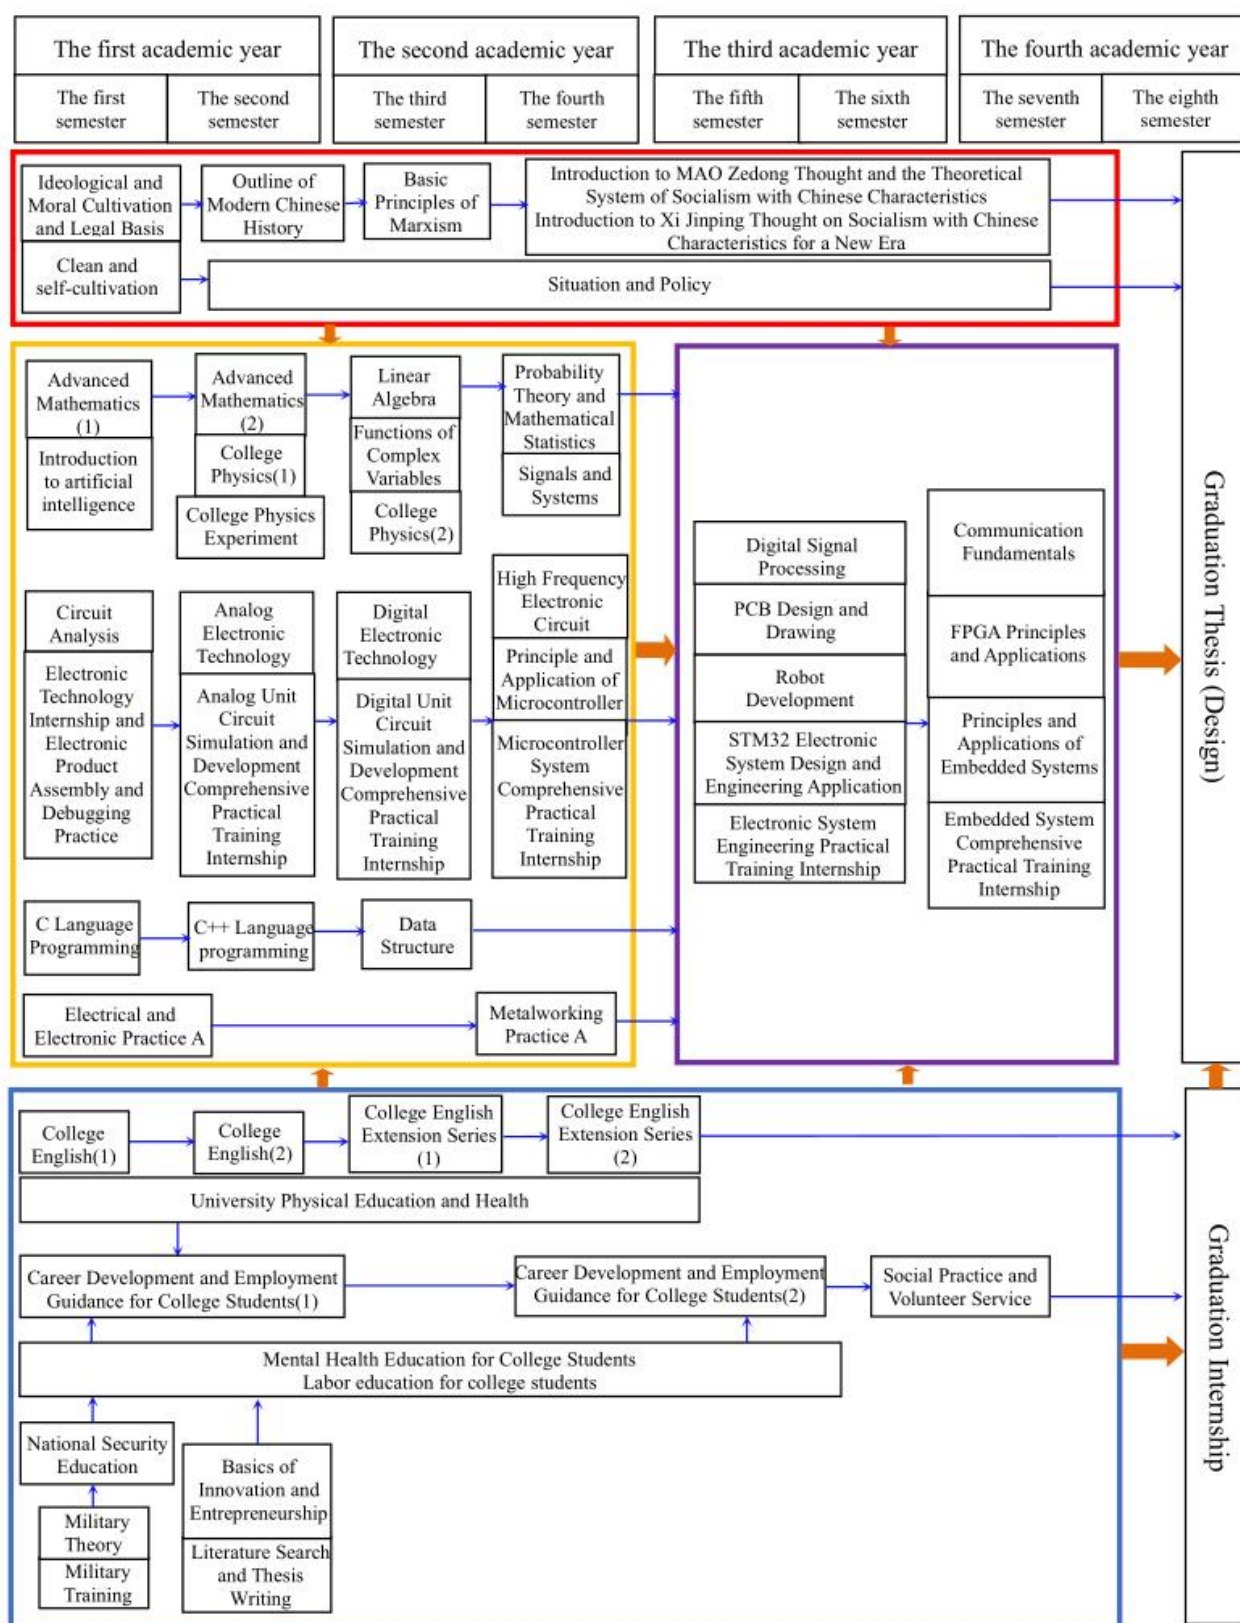 The first academic year
The second academic year
The third academic year
The fourth academic year
The first
semester
The second
semester
The third
semester
The fourth
semester
The fifth
semester
The sixth
semester
The seventh
semester
The eighth
semester
Ideological and
Moral Cultivation
and Legal Basis
Outline of
Modern Chinese
History
Basic
Principles of
Marxism
Introduction to MAO Zedong Thought and the Theoretical
System of Socialism with Chinese Characteristics
Introduction to Xi Jinping Thought on Socialism with Chinese
Characteristics for a New Era
Clean and
self-cultivation
Situation and Policy
Advanced
Mathematics
(1)
Introduction
to artificial
intelligence
Advanced
Mathematics
(2)
College
Physics(1)
College Physics
Experiment
Linear
Algebra
Functions of
Complex
Variables
College
Physics(2)
Probability
Theory and
Mathematical
Statistics
Signals and
Systems
Circuit
Analysis
Electronic
Technology
Internship and
Electronic
Product
Assembly and
Debugging
Practice
Analog
Electronic
Technology
Analog Unit
Circuit
Simulation and
Development
Comprehensive
Practical
Training
Internship
Digital
Electronic
Technology
Digital Unit
Circuit
Simulation and
Development
Comprehensive
Practical
Training
Internship
High Frequency
Electronic
Circuit
Principle and
Application of
Microcontroller
Microcontroller
System
Comprehensive
Practical
Training
Internship
C Language
Programming
C++ Language
programming
Data
Structure
Electrical and
Electronic Practice A
Metalworking
Practice A
Digital Signal
Processing
PCB Design and
Drawing
Robot
Development
STM32 Electronic
System Design and
Engineering Application
Electronic System
Engineering Practical
Training Internship
Communication
Fundamentals
FPGA Principles
and Applications
Principles and
Applications of
Embedded Systems
Embedded System
Comprehensive
Practical Training
Internship
Graduation Thesis (Design)
College
English(1)
College
English(2)
College English
Extension Series
(1)
College English
Extension Series
(2)
University Physical Education and Health
Career Development and Employment
Guidance for College Students(1)
Career Development and Employment
Guidance for College Students(2)
Social Practice and
Volunteer Service
Mental Health Education for College Students
Labor education for college students
National Security
Education
Military
Theory
Military
Training
Basics of
Innovation and
Entrepreneurship
Literature Search
and Thesis
Writing
Graduation Internship